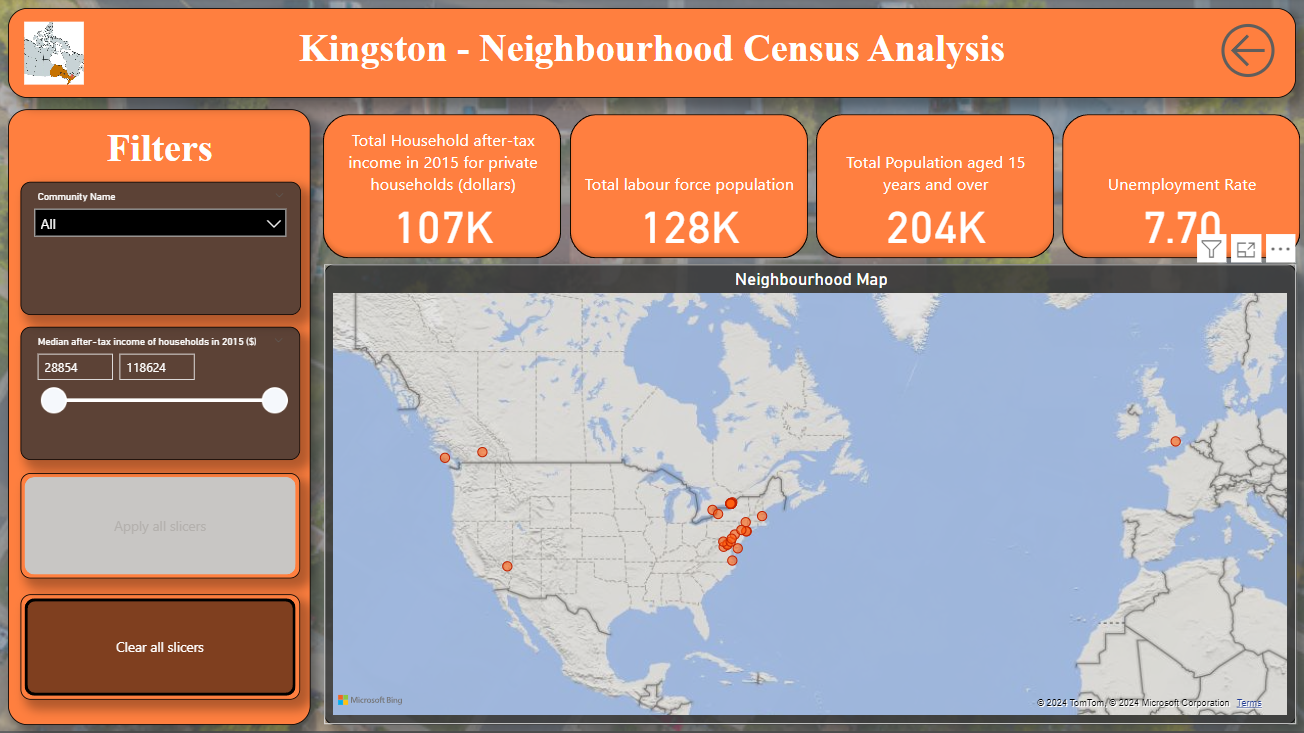 Kingston - Neighbourhood Census Analysis
Filters
Community Name
All
Median after-tax income of households in 2015 ($)
28854
118624
Apply all slicers
Clear all slicers
Total Household after-tax
income in 2015 for private
households (dollars)
107K
Total labour force population
128K
Total Population aged 15
years and over
204K
Unemployment Rate
7.70
Neighbourhood Map
Microsoft Bing
© 2024 TomTom, © 2024 Microsoft Corporation Terms